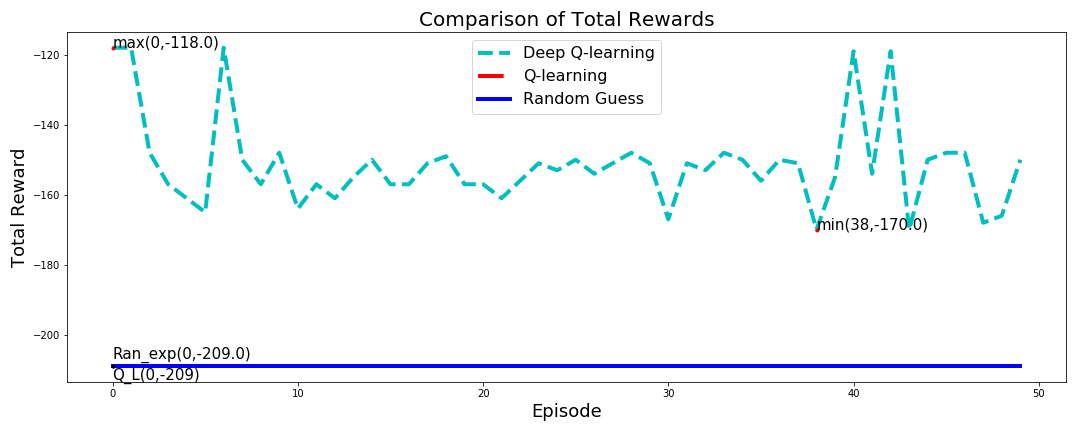 Comparison of Total Rewards
max(0,-118.0)
Deep Q-learning
Q-learning
Random Guess
min(38,-170.0)
Ran_exp(0,-209.0)
Q_L(0,-209)
Total Reward
−120
−140
−160
−180
−200
0
10
20
30
40
50
Episode